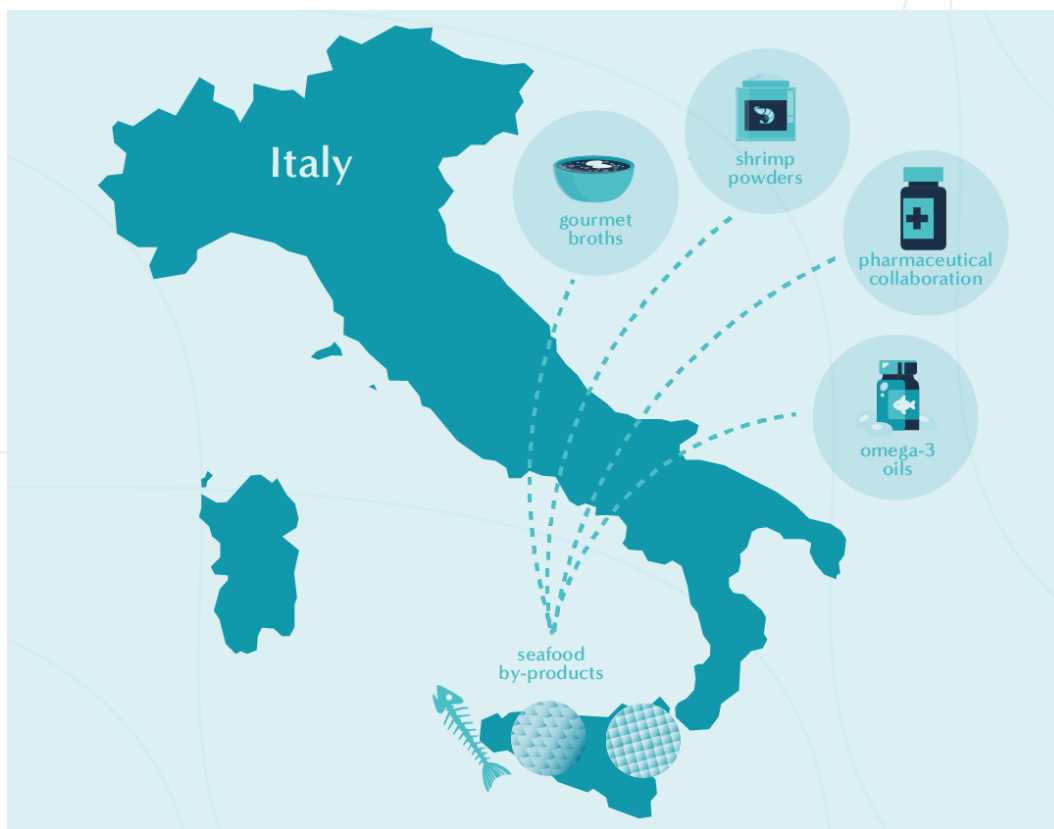 Italy
gourmet
broths
shrimp
powders
pharmaceutical
collaboration
omega-3
oils
seafood
by-products